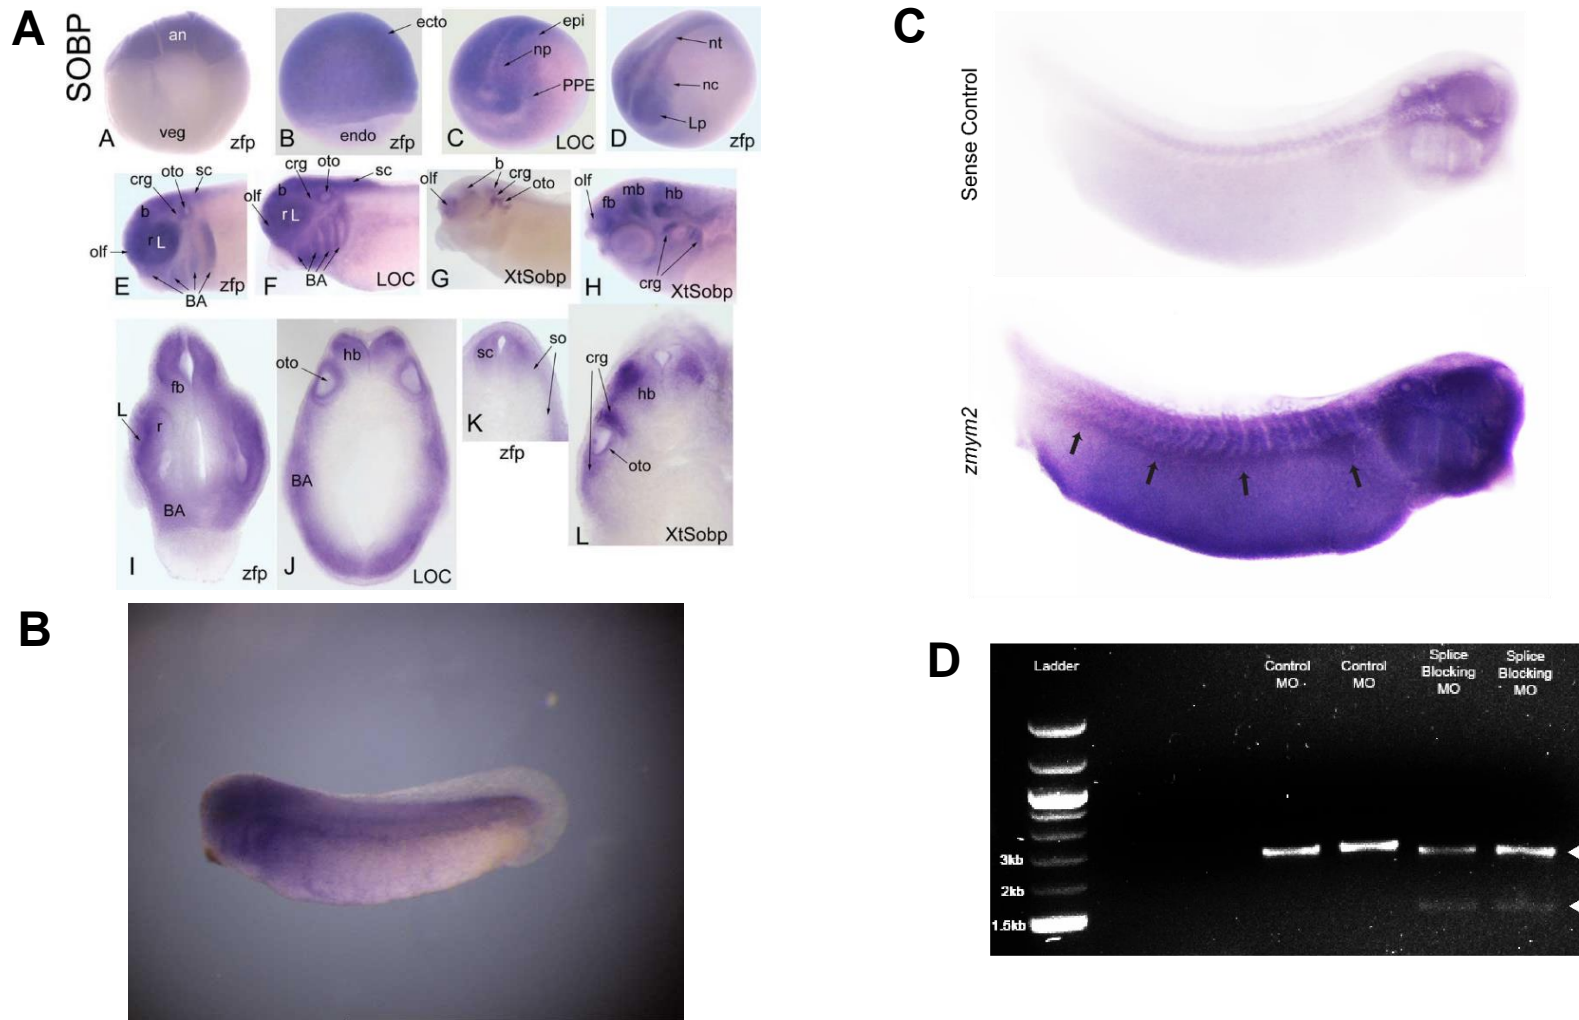 A
SOBP
an
veg
A
zfp
ecto
endo
B
zfp
epi
np
PPE
C
LOC
nt
nc
Lp
D
zfp
crg
oto
sc
b
olf
r L
BA
E
zfp
crg
oto
sc
b
olf
r L
BA
F
LOC
b
olf
crg
oto
G
XtSobp
olf
fb
mb
hb
crg
H
XtSobp
fb
L
r
BA
I
zfp
hb
oto
BA
J
LOC
sc
so
K
zfp
crg
hb
oto
L
XtSobp
B
C
Sense Control
zmym2
D
Ladder
Control
MO
Control
MO
Splice
Blocking
MO
Splice
Blocking
MO
3kb
2kb
1.5kb